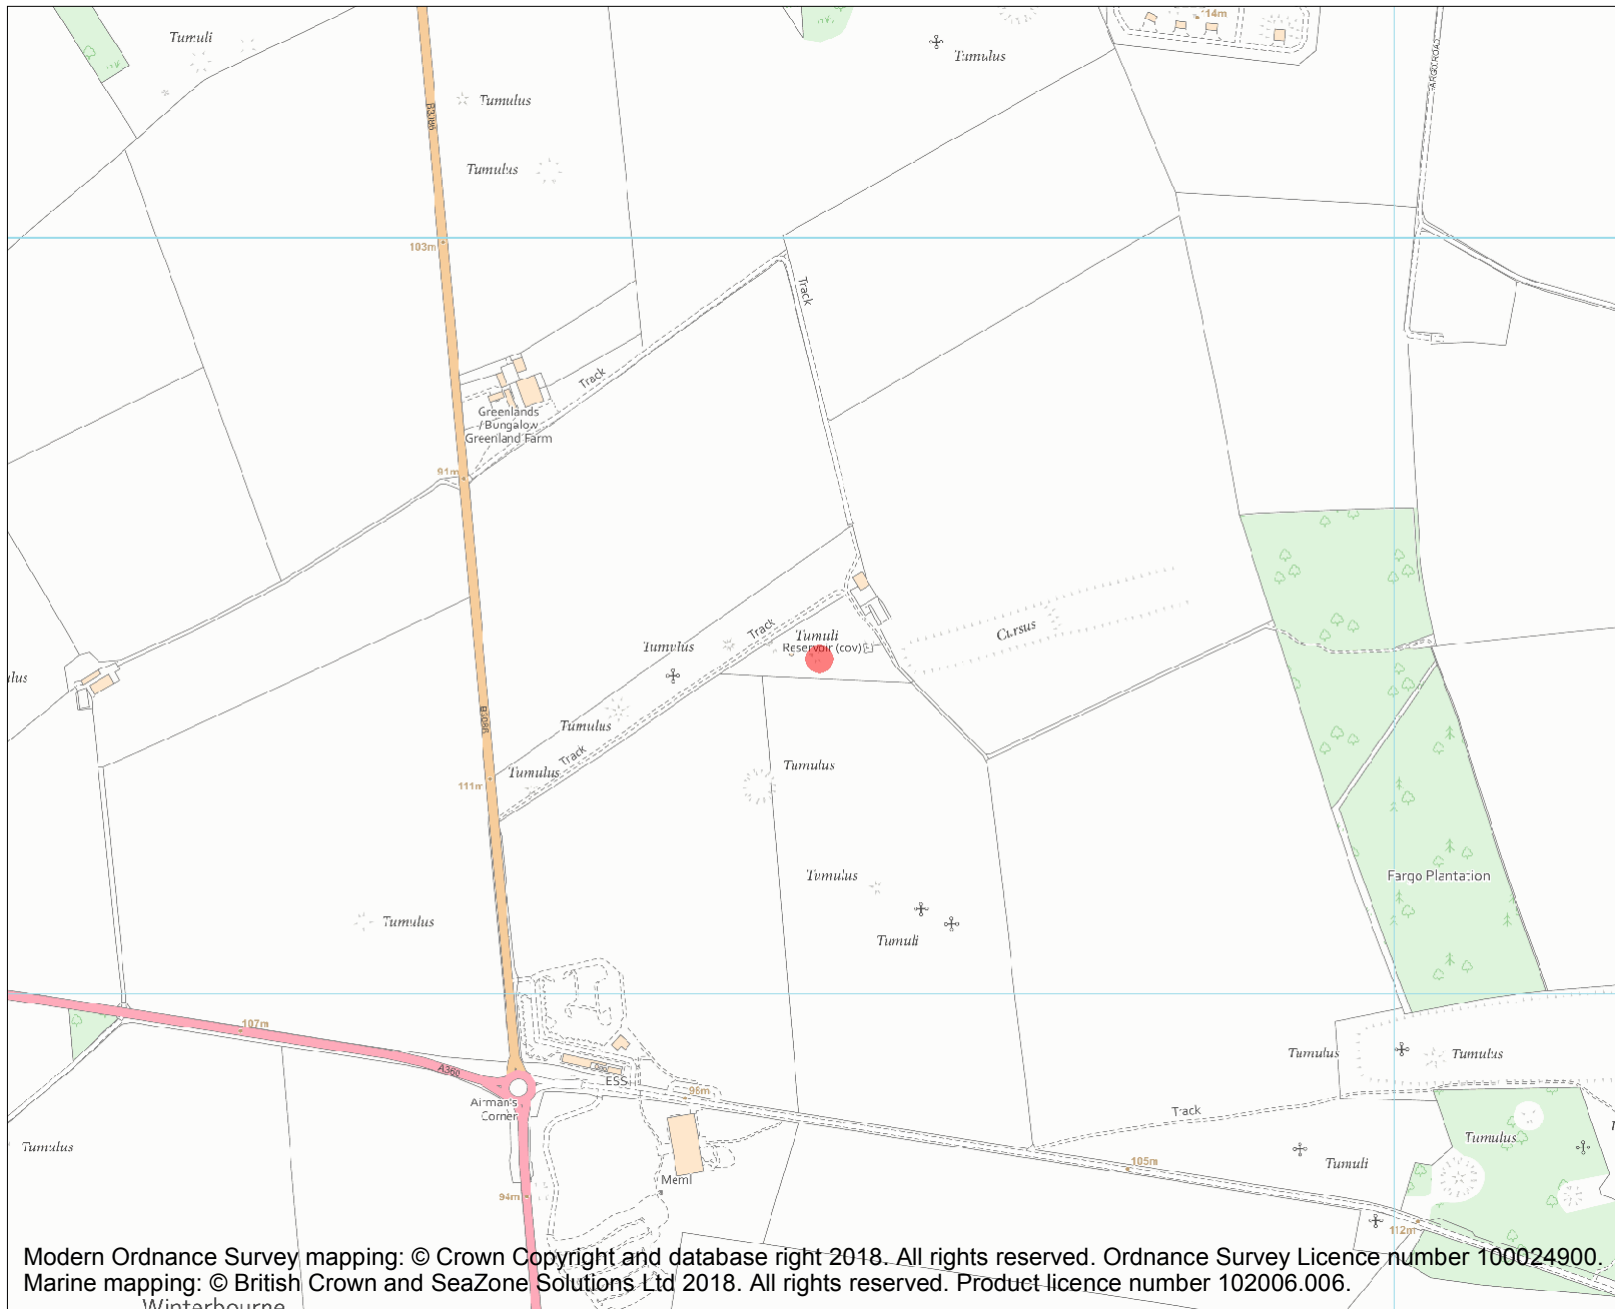 Tumuli
14m
Tumulus
Tumulus
B3086
Tumulus
103m
Track
Track
Greenlands
Bungalow
Greenland Farm
91m
Cursus
Track
Tumuli
Reservoir (cov)
Tumulus
ulus
B3086
Tumulus
Track
Tumulus
Tumulus
111m
Tumulus
Fargo Plantation
Tumulus
Tumuli
107m
A360
Tumulus
Tumulus
ESS
96m
Airman's
Corner
Track
Tumulus
Tumulus
105m
Tumuli
Meml
94m
112m
Modern Ordnance Survey mapping: © Crown Copyright and database right 2018. All rights reserved. Ordnance Survey Licence number 100024900.
Marine mapping: © British Crown and SeaZone Solutions Ltd 2018. All rights reserved. Product licence number 102006.006.
Winterbourne